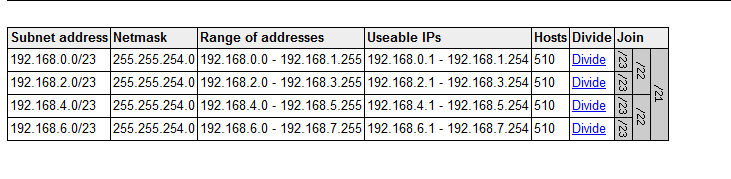 Subnet address Netmask Range of addresses Useable IPs Hosts Divide Join
192.168.0.0/23 255.255.254.0 192.168.0.0 - 192.168.1.255 192.168.0.1 - 192.168.1.254 510 Divide /23 /22 /21
192.168.2.0/23 255.255.254.0 192.168.2.0 - 192.168.3.255 192.168.2.1 - 192.168.3.254 510 Divide /23
192.168.4.0/23 255.255.254.0 192.168.4.0 - 192.168.5.255 192.168.4.1 - 192.168.5.254 510 Divide /23 /22
192.168.6.0/23 255.255.254.0 192.168.6.0 - 192.168.7.255 192.168.6.1 - 192.168.7.254 510 Divide /23